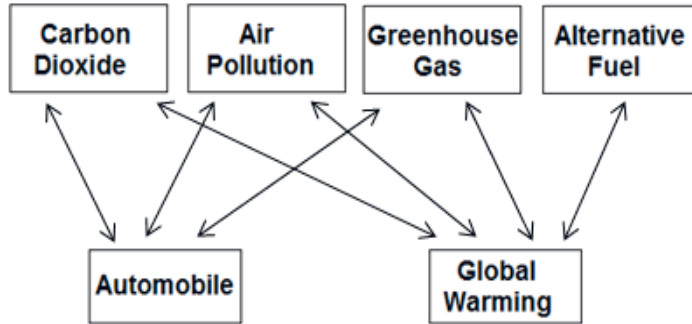 Carbon
Dioxide
Air
Pollution
Greenhouse
Gas
Alternative
Fuel
Automobile
Global
Warming